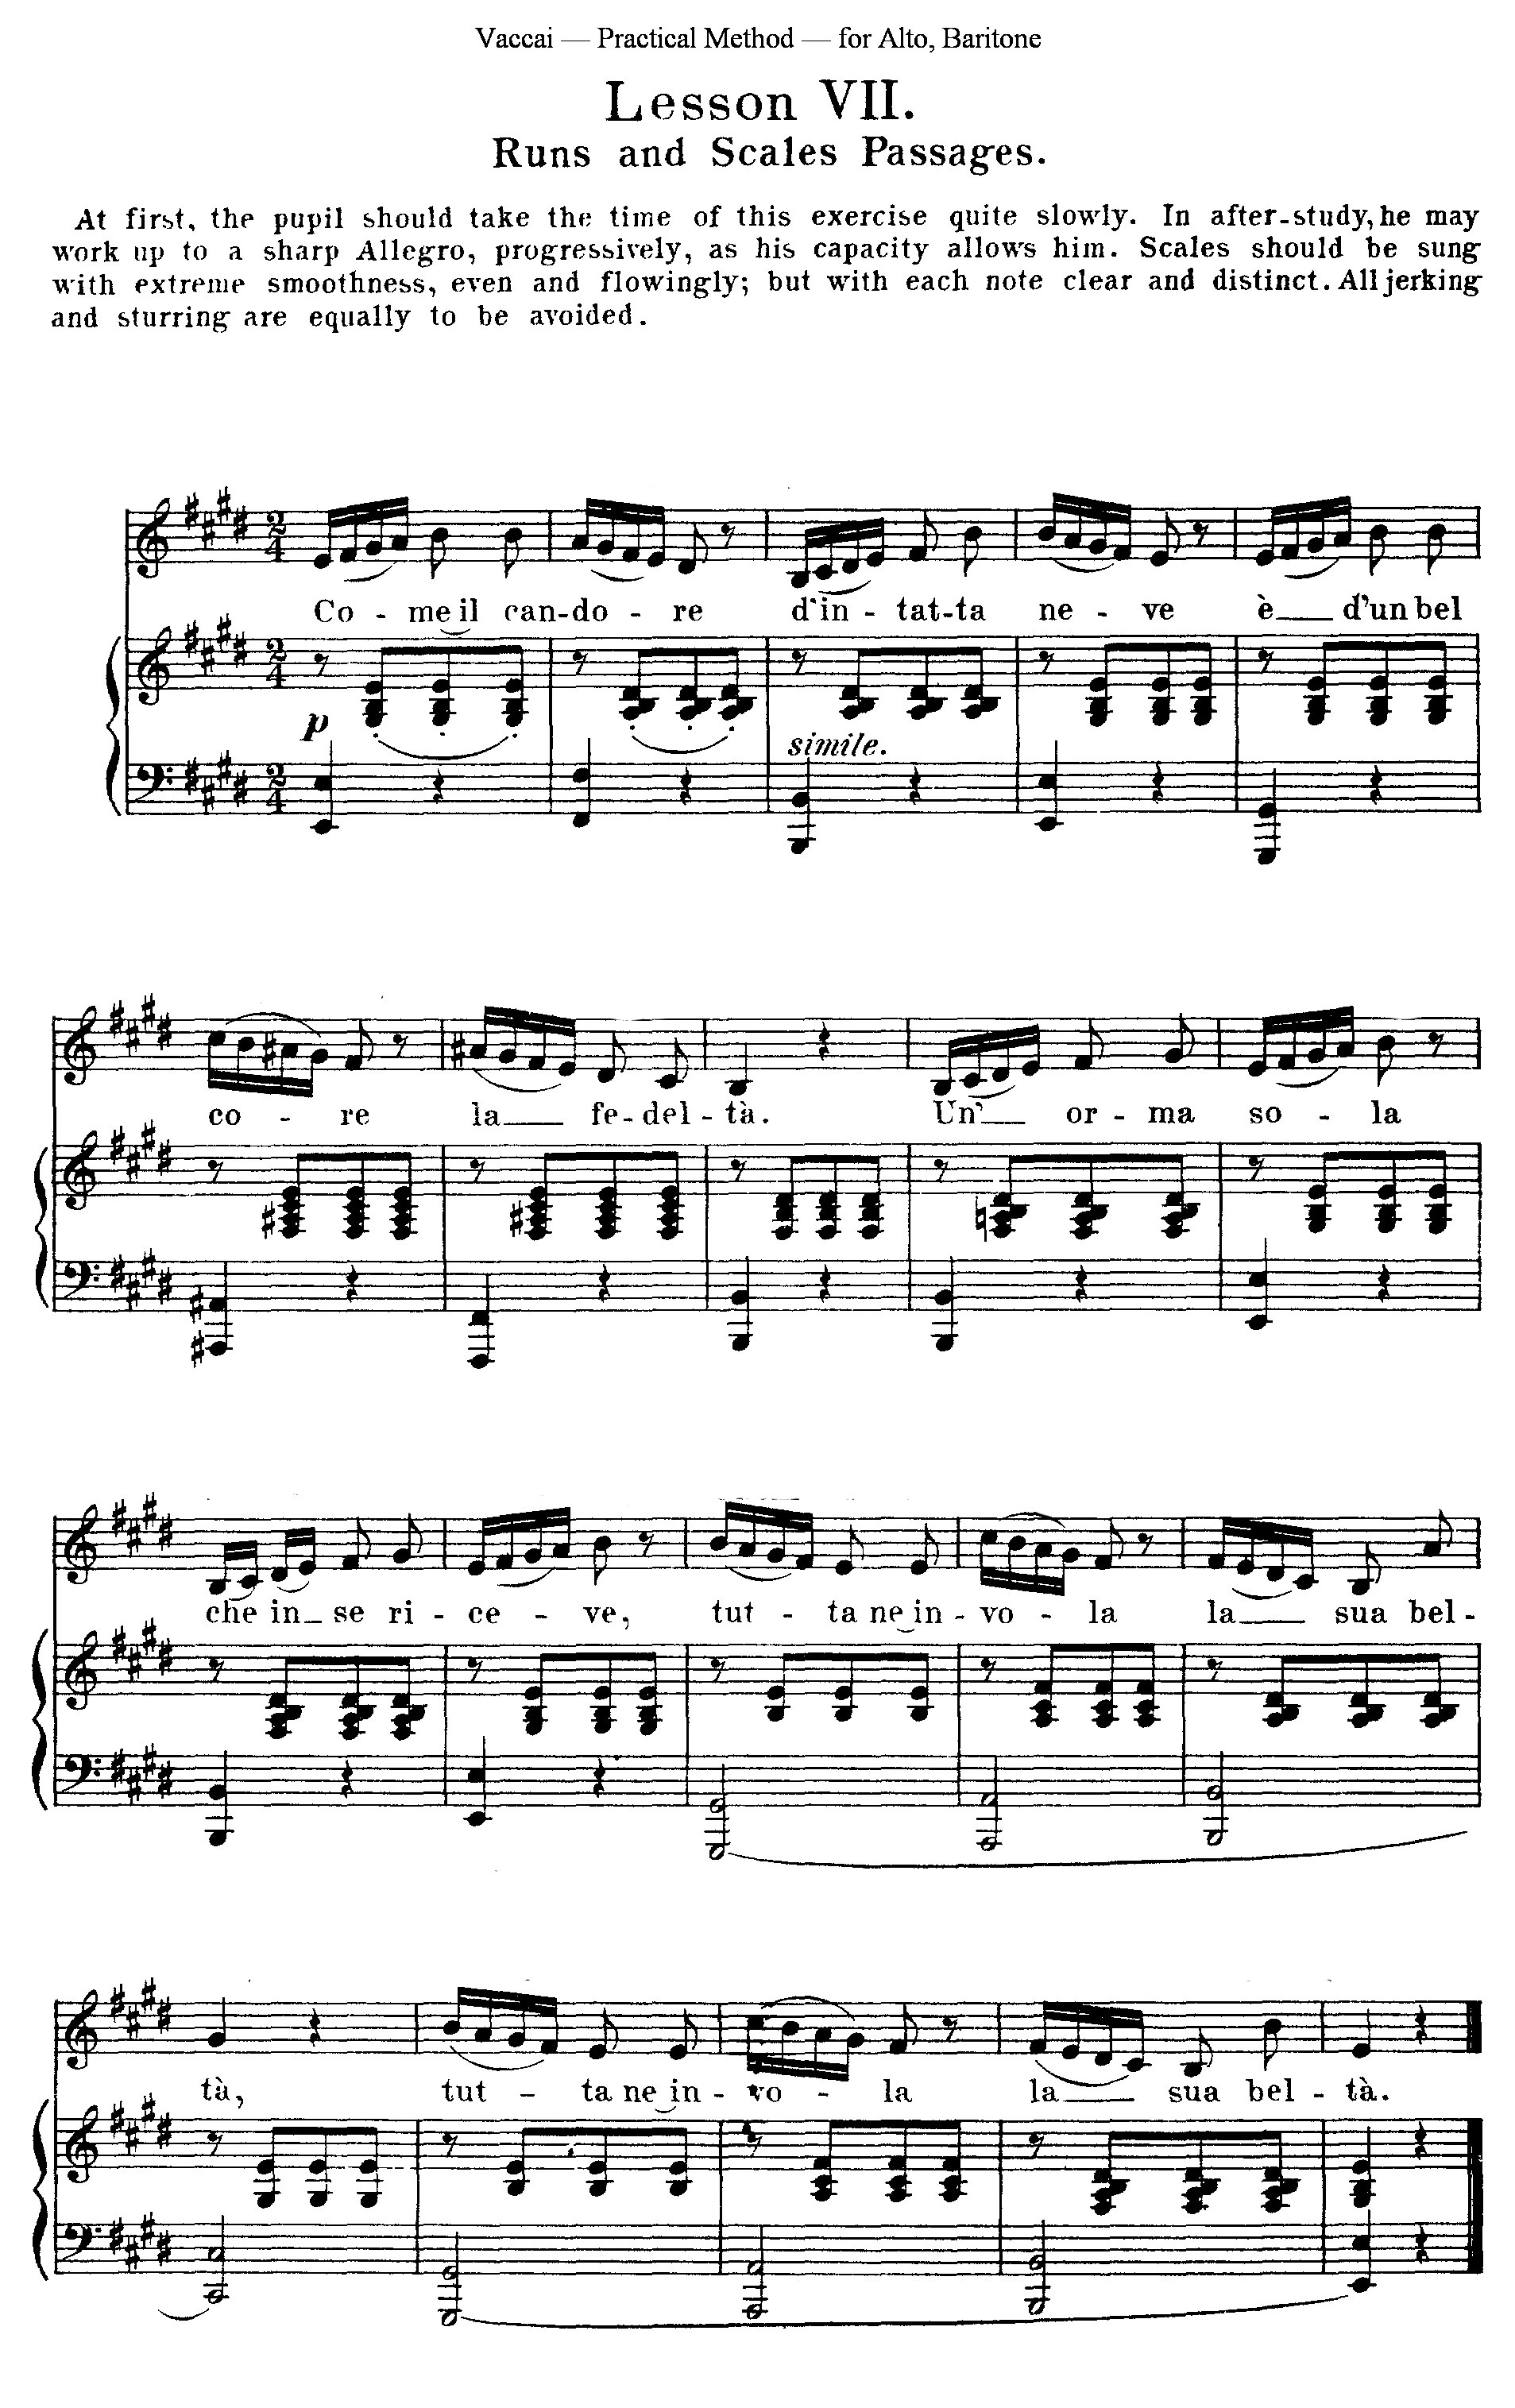 Vaccai — Practical Method — for Alto, Baritone
Lesson VII.
Runs and Scales Passages.
At first, the pupil should take the time of this exercise quite slowly. In after-study, he may
work up to a sharp Allegro, progressively, as his capacity allows him. Scales should be sung
with extreme smoothness, even and flowingly; but with each note clear and distinct. All jerking
and sturring are equally to be avoided.
2 4
Co - me il can-do - re d'in - tat-ta ne - ve è d'un bel
2 4
p
simile.
2 4
co - re la fe-del-tà. Un' or-ma so - la
che in se ri-ce - ve, tut - ta ne in-vo - la la sua bel-
tà, tut - ta ne in-vo - la la sua bel-tà.